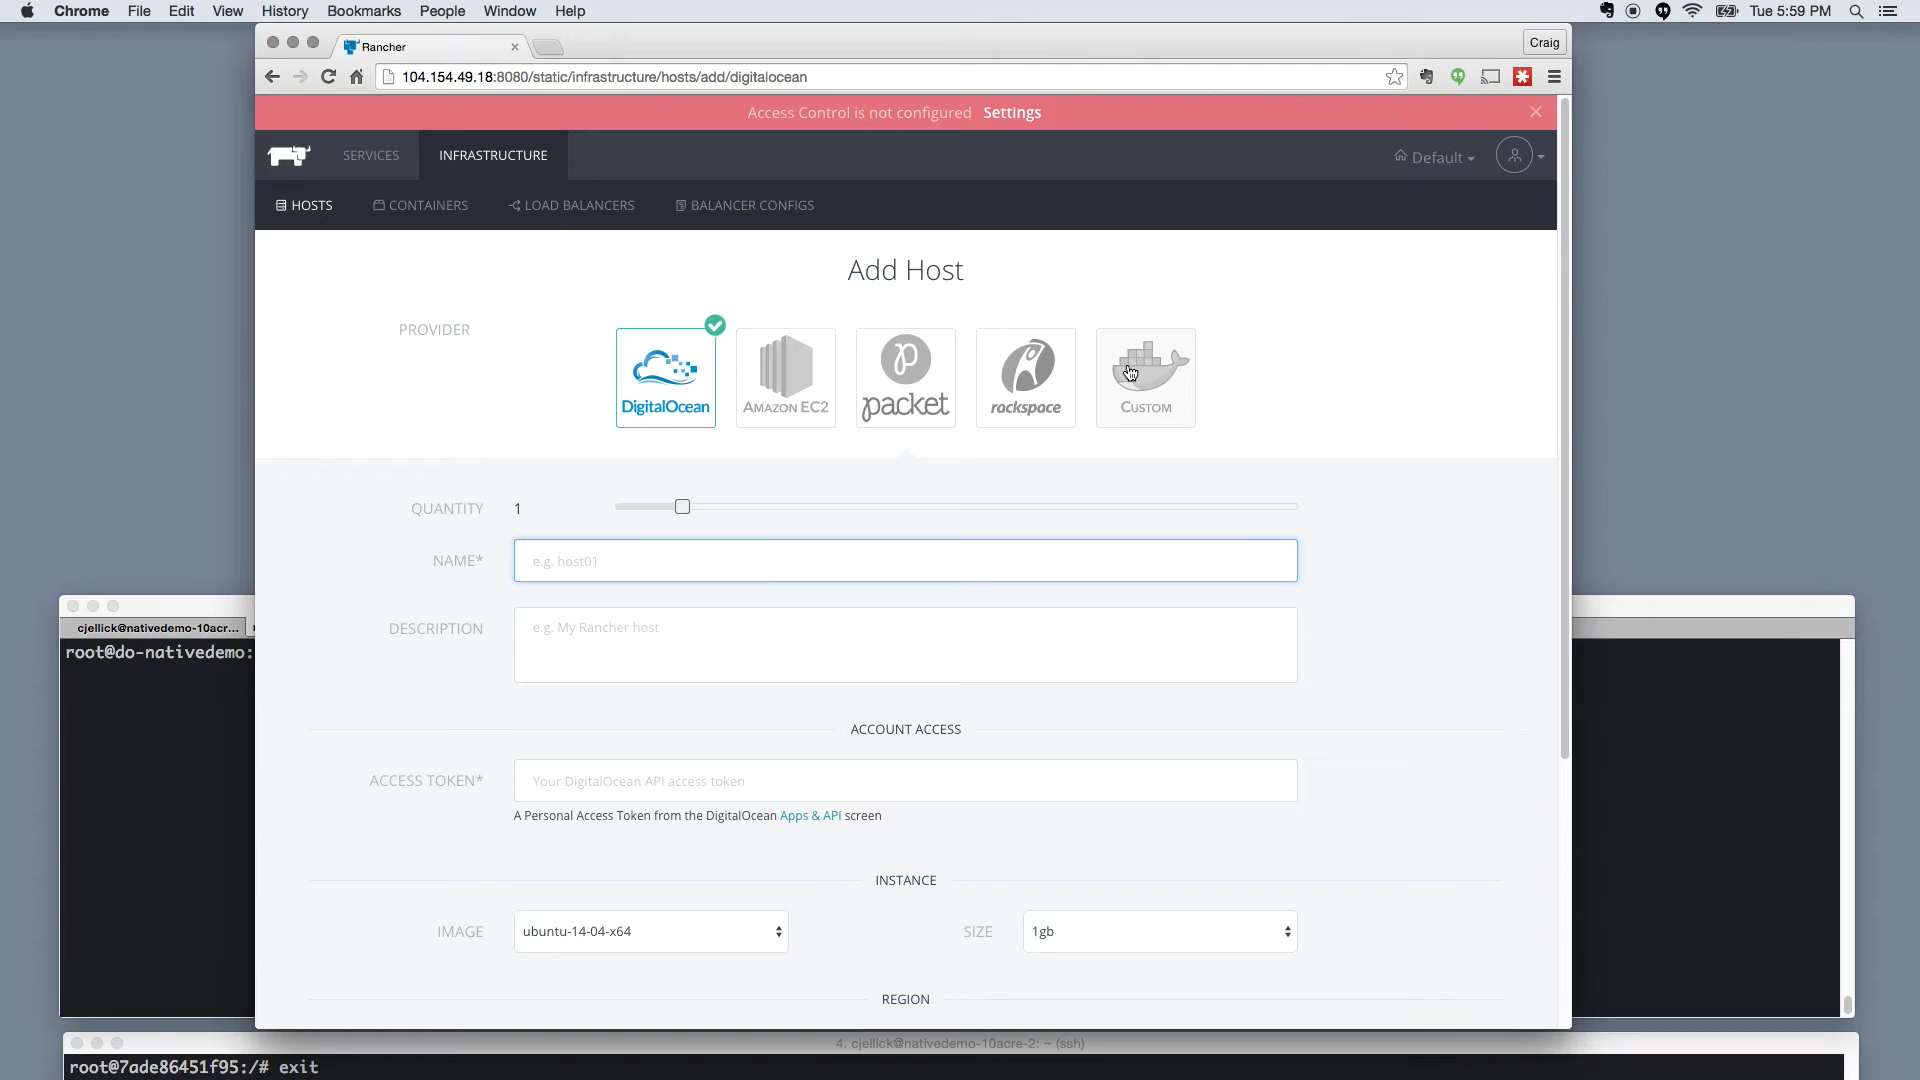 Chrome File Edit View History Bookmarks People Window Help Tue 5:59 PM
Rancher
Craig
104.154.49.18:8080/static/infrastructure/hosts/add/digitalocean
Access Control is not configured Settings
SERVICES INFRASTRUCTURE Default
HOSTS CONTAINERS LOAD BALANCERS BALANCER CONFIGS
Add Host
PROVIDER
DigitalOcean AMAZON EC2 packet rackspace CUSTOM
QUANTITY 1
NAME* e.g. host01
cjellick@nativedemo-10acr...
DESCRIPTION e.g. My Rancher host
root@do-nativedemo:
ACCOUNT ACCESS
ACCESS TOKEN* Your DigitalOcean API access token
A Personal Access Token from the DigitalOcean Apps & API screen
INSTANCE
IMAGE ubuntu-14-04-x64 SIZE 1gb
REGION
4. cjellick@nativedemo-10acre-2: ~ (ssh)
root@7ade86451f95:/# exit